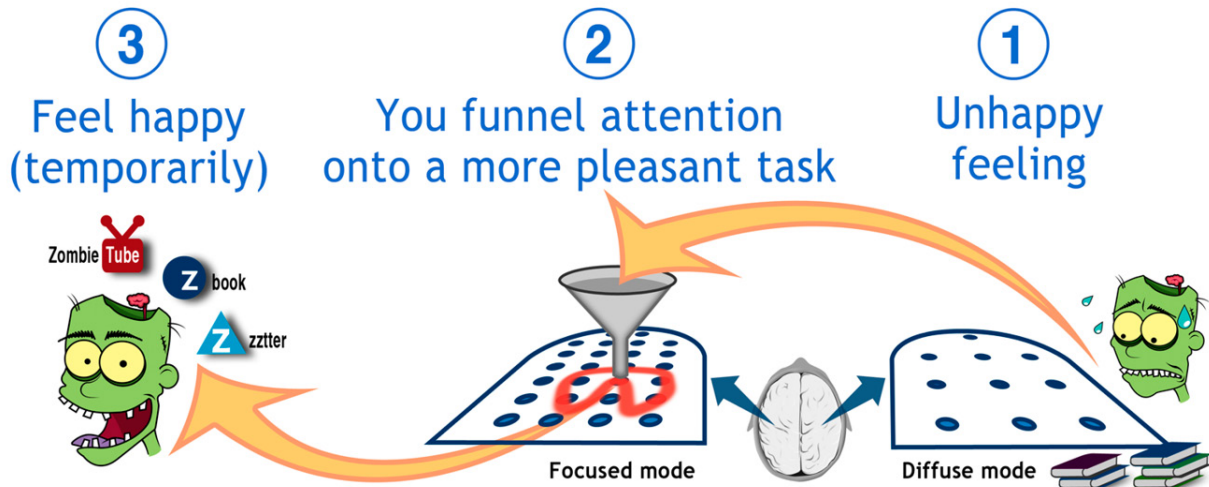 3
Feel happy
(temporarily)
2
You funnel attention
onto a more pleasant task
1
Unhappy
feeling
Zombie Tube
Z book
Z zztter
Focused mode
Diffuse mode